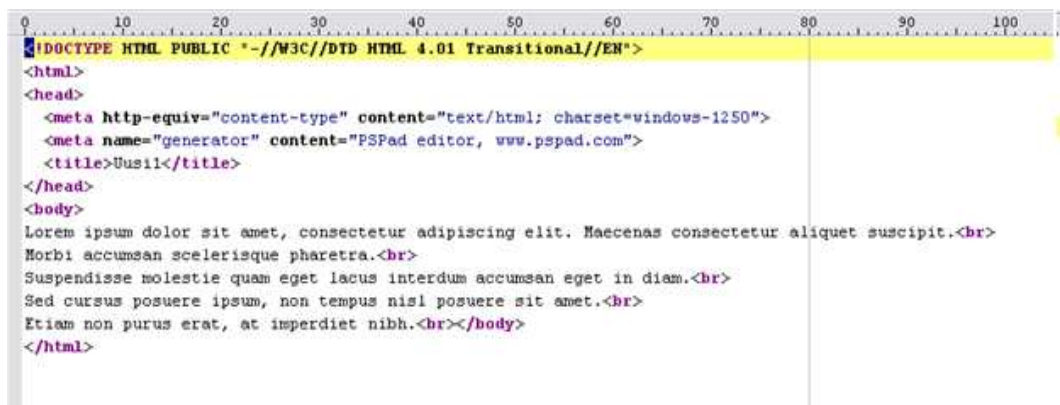 0 10 20 30 40 50 60 70 80 90 100
<!DOCTYPE HTML PUBLIC "-//W3C//DTD HTML 4.01 Transitional//EN">
<html>
<head>
  <meta http-equiv="content-type" content="text/html; charset=windows-1250">
  <meta name="generator" content="PSPad editor, www.pspad.com">
  <title>Uusi1</title>
</head>
<body>
Lorem ipsum dolor sit amet, consectetur adipiscing elit. Maecenas consectetur aliquet suscipit.<br>
Morbi accumsan scelerisque pharetra.<br>
Suspendisse molestie quam eget lacus interdum accumsan eget in diam.<br>
Sed cursus posuere ipsum, non tempus nisl posuere sit amet.<br>
Etiam non purus erat, at imperdiet nibh.<br></body>
</html>